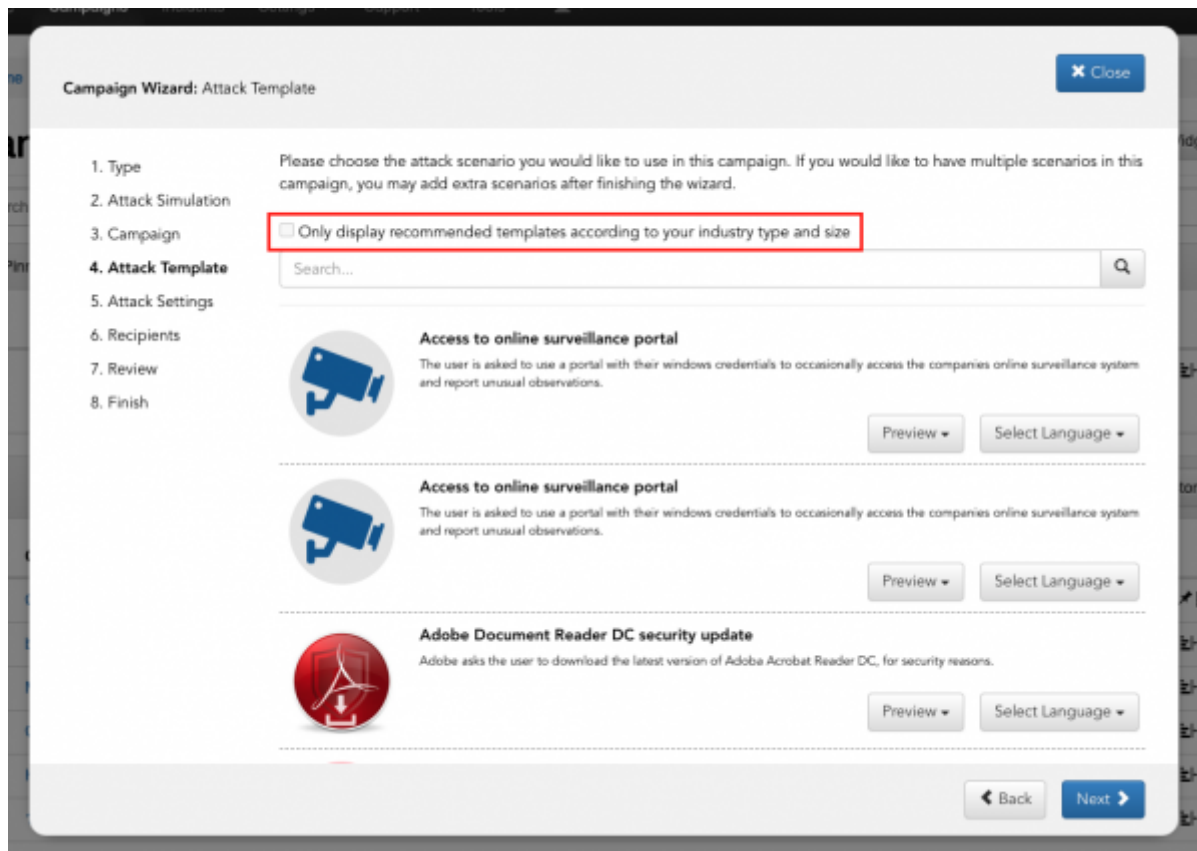 Campaigns Incidents Settings Support Tools
Campaign Wizard: Attack Template
Close
1. Type
2. Attack Simulation
3. Campaign
4. Attack Template
5. Attack Settings
6. Recipients
7. Review
8. Finish
Please choose the attack scenario you would like to use in this campaign. If you would like to have multiple scenarios in this
campaign, you may add extra scenarios after finishing the wizard.
Only display recommended templates according to your industry type and size
Search...
Access to online surveillance portal
The user is asked to use a portal with their windows credentials to occasionally access the companies online surveillance system
and report unusual observations.
Preview Select Language
Access to online surveillance portal
The user is asked to use a portal with their windows credentials to occasionally access the companies online surveillance system
and report unusual observations.
Preview Select Language
Adobe Document Reader DC security update
Adobe asks the user to download the latest version of Adoba Acrobat Reader DC, for security reasons.
Preview Select Language
Back Next